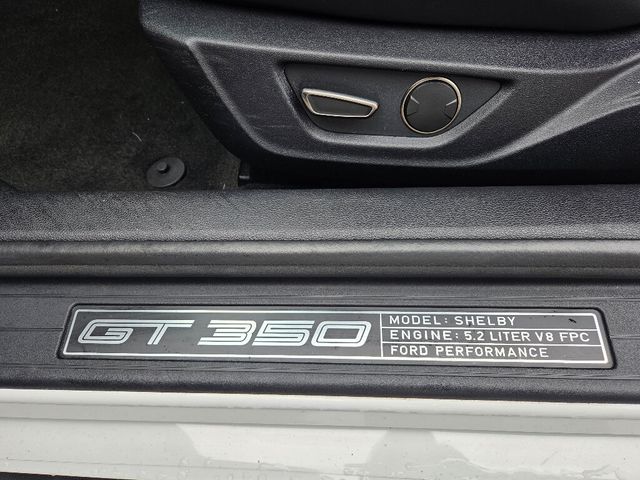 GT 350
MODEL: SHELBY
ENGINE: 5.2 LITER V8 FPC
FORD PERFORMANCE